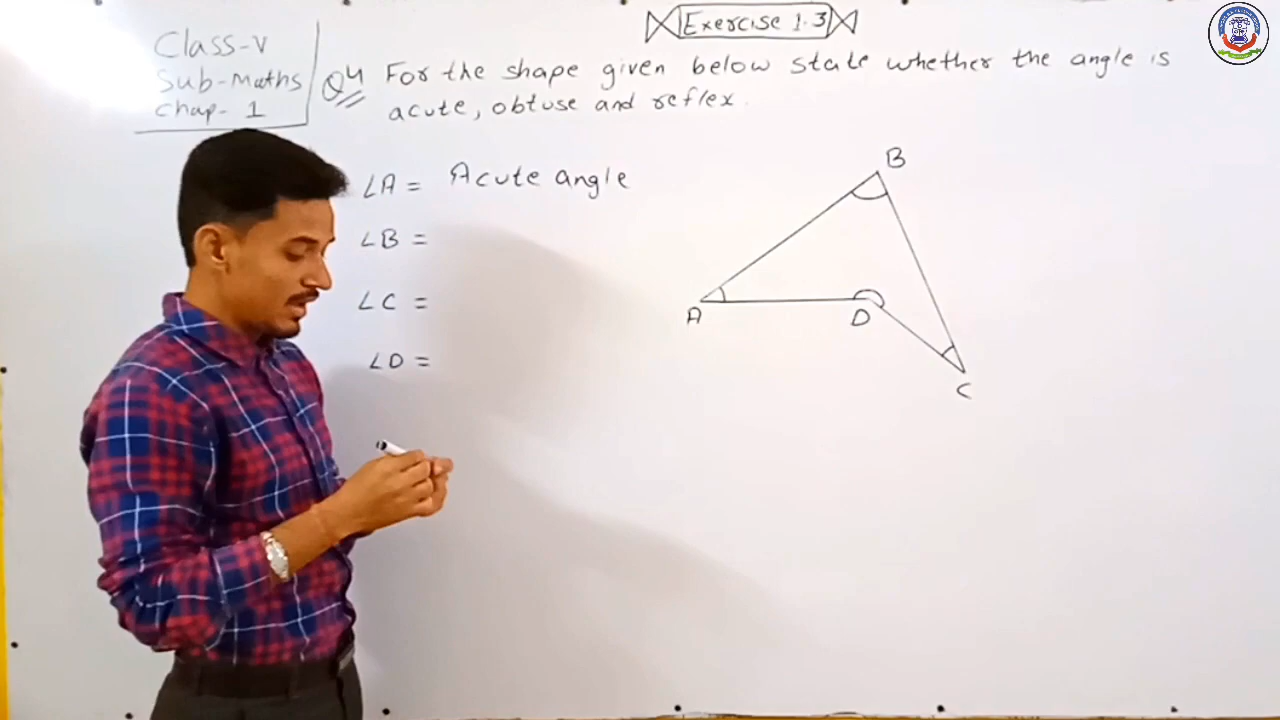 Exercise 1.3
Class-V
Sub-Maths
Chap-1
Q4 For the shape given below state whether the angle is
acute, obtuse and reflex.
∠A = Acute angle
∠B =
∠C =
∠D =
B
A
D
C